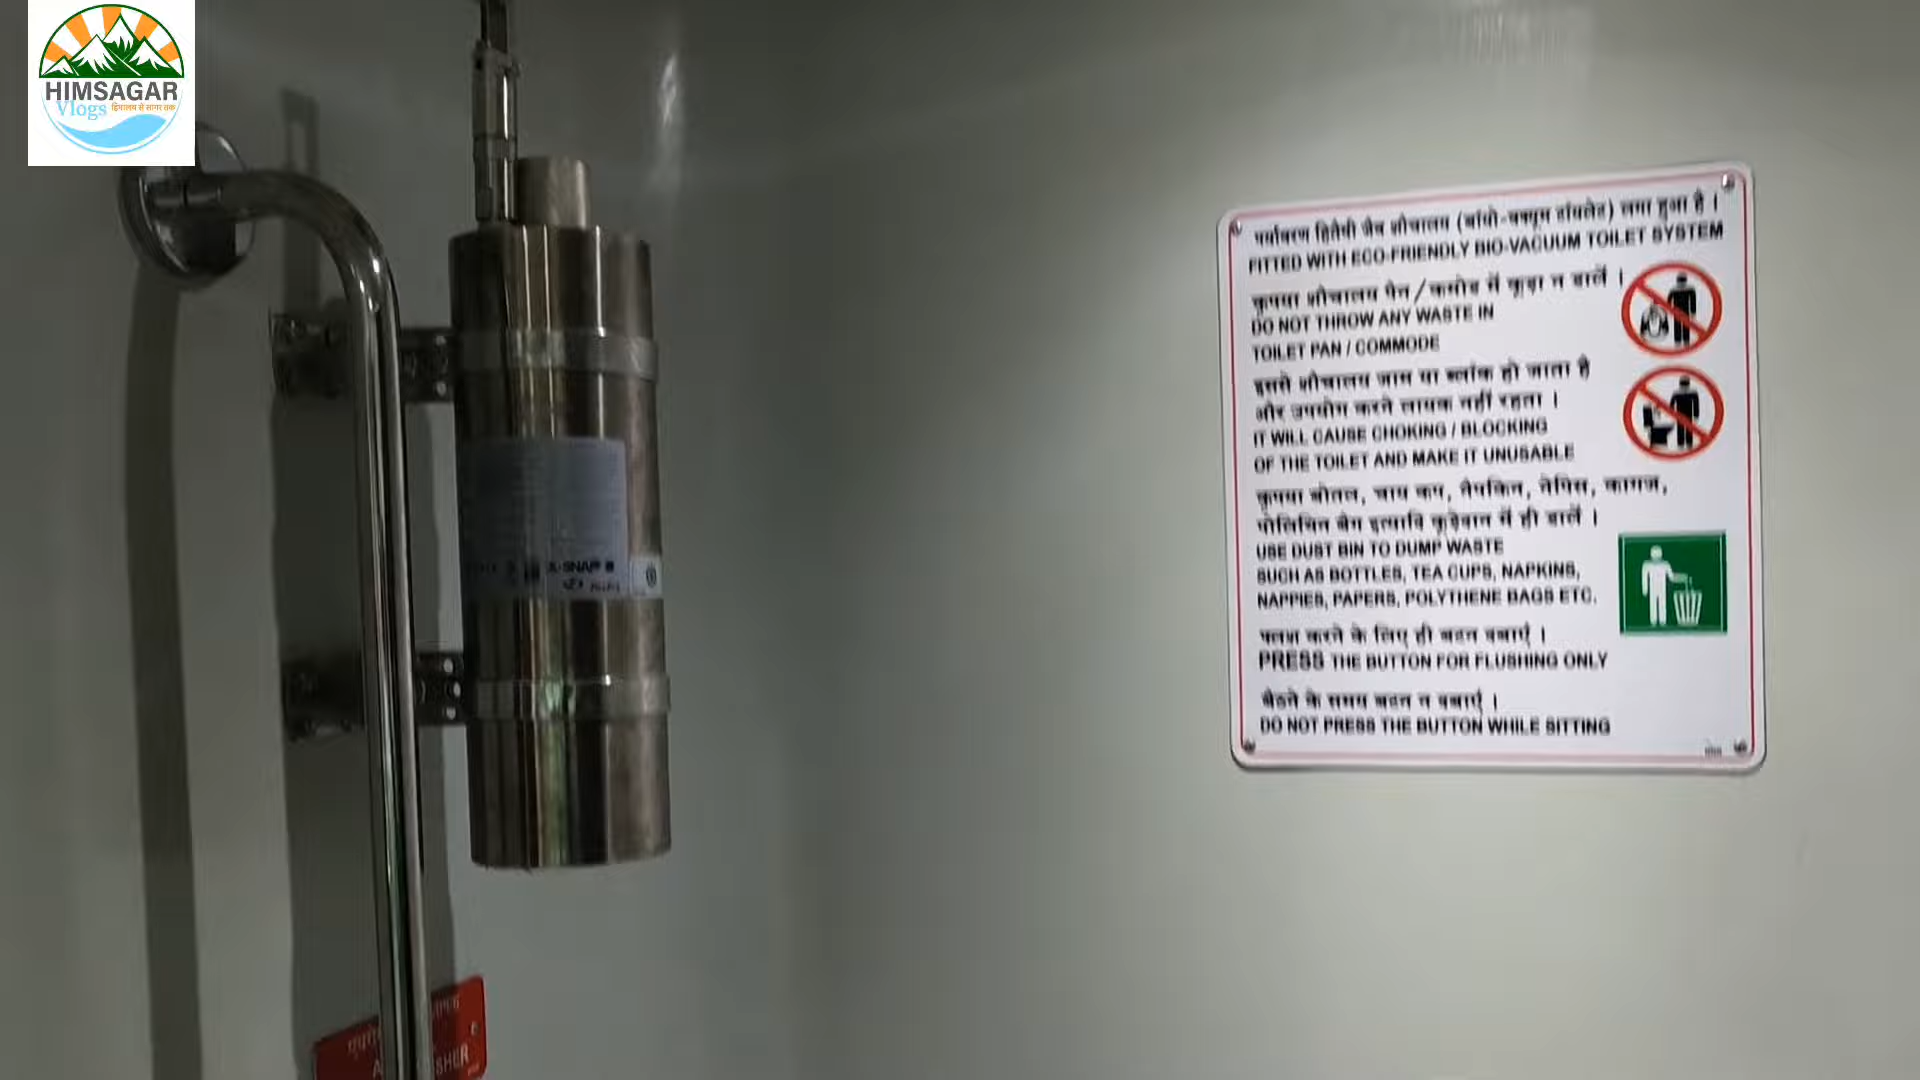 HIMSAGAR
Vlogs हिमालय से सागर तक
पर्यावरण हितैषी जैव शौचालय (बॉयो-वक्यूम टॉयलेट) लगा हुआ है ।
FITTED WITH ECO-FRIENDLY BIO-VACUUM TOILET SYSTEM
कृपया शौचालय पेन / कमोड में कूड़ा न डालें ।
DO NOT THROW ANY WASTE IN
TOILET PAN / COMMODE
इससे शौचालय जाम या ब्लॉक हो जाता है
और उपयोग करने लायक नहीं रहता ।
IT WILL CAUSE CHOKING / BLOCKING
OF THE TOILET AND MAKE IT UNUSABLE
कृपया बोतल, चाय कप, नैपकिन, नेपिस, कागज,
पोलिथिन बैग इत्यादि कूड़ेदान में ही डालें ।
USE DUST BIN TO DUMP WASTE
SUCH AS BOTTLES, TEA CUPS, NAPKINS,
NAPPIES, PAPERS, POLYTHENE BAGS ETC.
फ्लश करने के लिए ही बटन दबाएँ ।
PRESS THE BUTTON FOR FLUSHING ONLY
बैठने के समय बटन न दबाएँ ।
DO NOT PRESS THE BUTTON WHILE SITTING